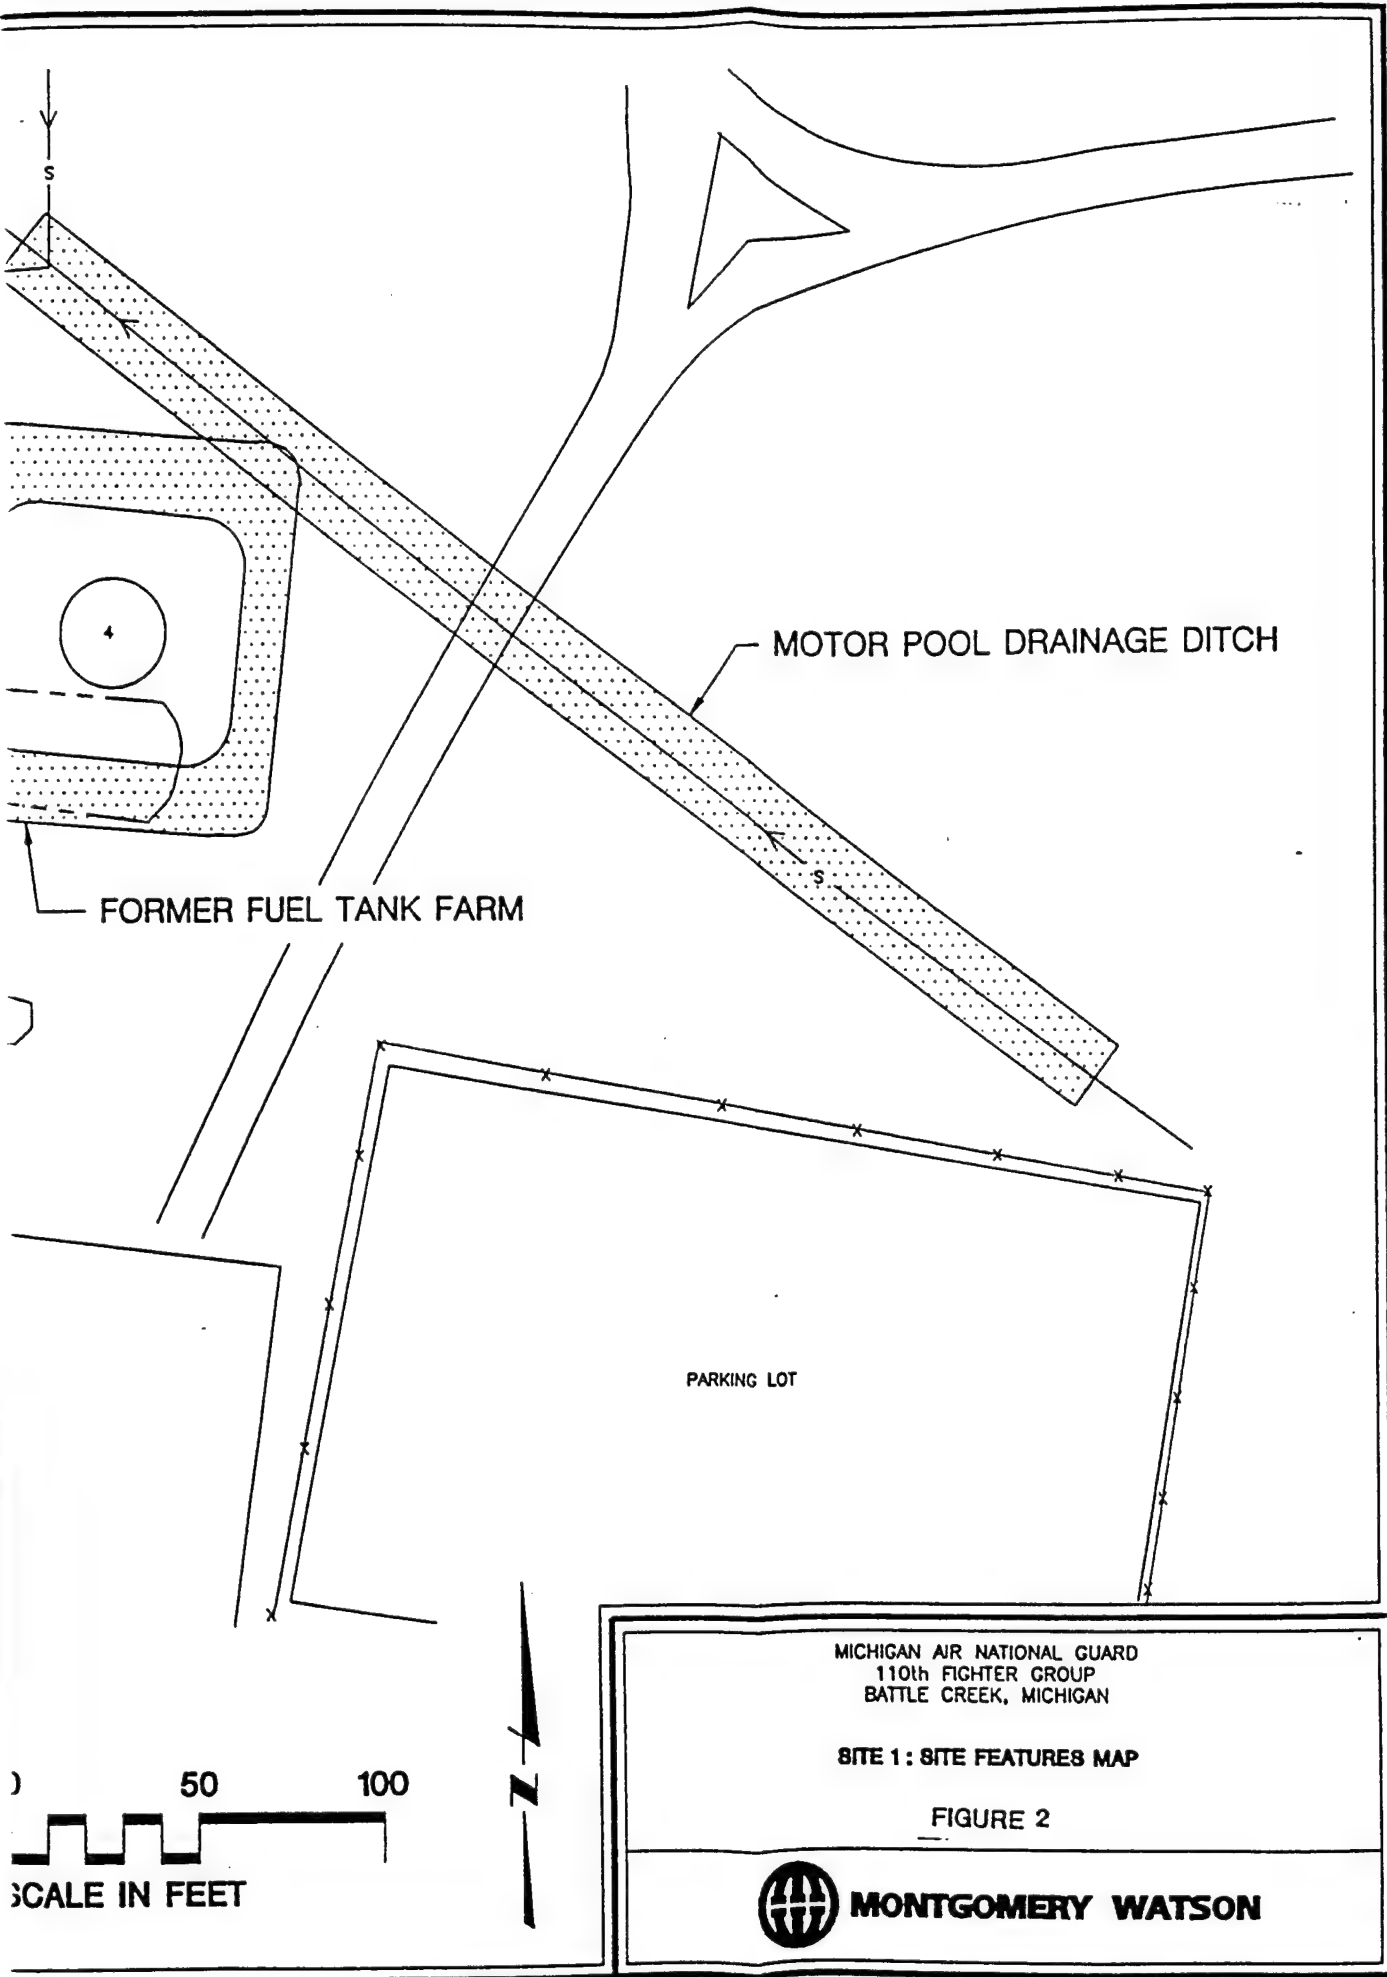 S
4
MOTOR POOL DRAINAGE DITCH
S
FORMER FUEL TANK FARM
PARKING LOT
50 100
SCALE IN FEET
N
MICHIGAN AIR NATIONAL GUARD
110th FIGHTER GROUP
BATTLE CREEK, MICHIGAN
SITE 1: SITE FEATURES MAP
FIGURE 2
MONTGOMERY WATSON